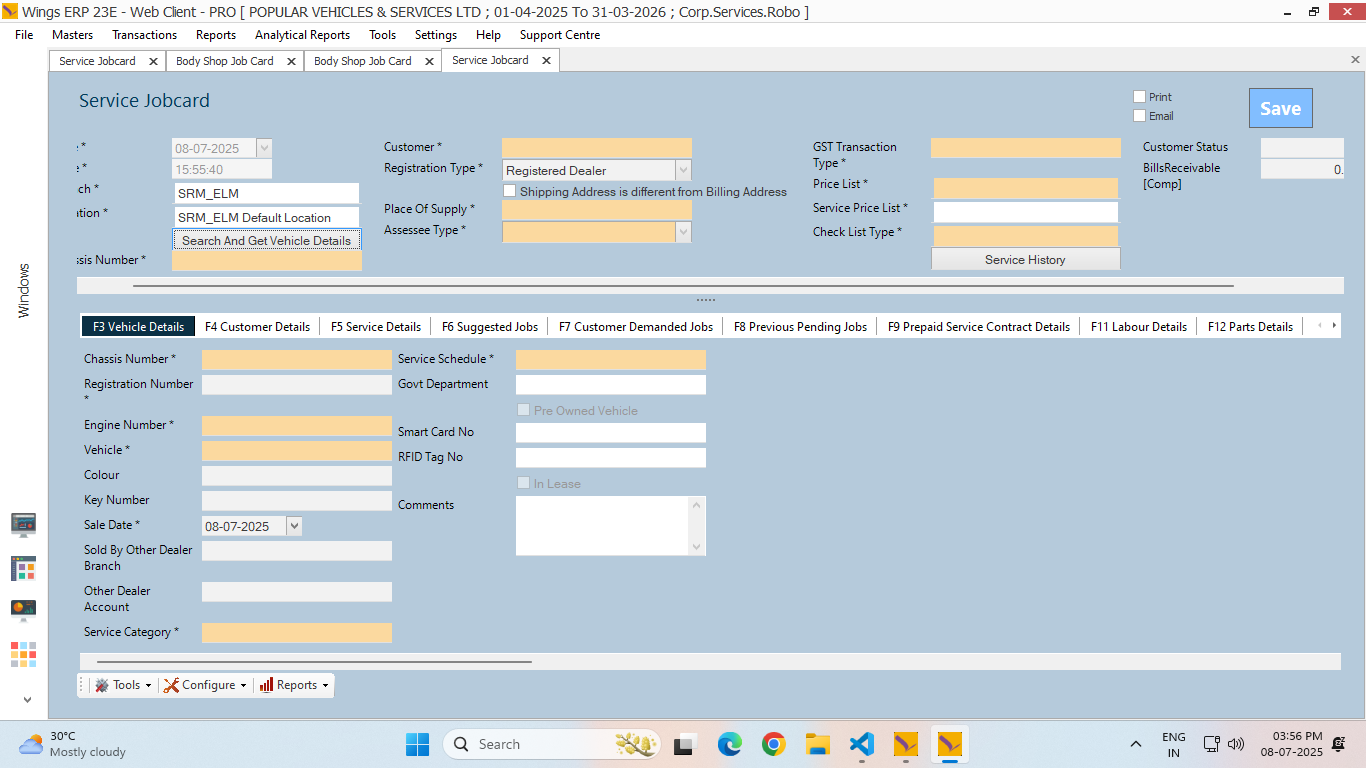 Wings ERP 23E - Web Client - PRO [ POPULAR VEHICLES & SERVICES LTD ; 01-04-2025 To 31-03-2026 ; Corp.Services.Robo ]
File Masters Transactions Reports Analytical Reports Tools Settings Help Support Centre
Service Jobcard Body Shop Job Card Body Shop Job Card Service Jobcard
Service Jobcard
Print
Email
Save
* 08-07-2025
* 15:55:40
ch * SRM_ELM
ation * SRM_ELM Default Location
Search And Get Vehicle Details
ssis Number *
Customer *
Registration Type * Registered Dealer
Shipping Address is different from Billing Address
Place Of Supply *
Assessee Type *
GST Transaction
Type *
Price List *
Service Price List *
Check List Type *
Service History
Customer Status
BillsReceivable 0.
[Comp]
Windows
F3 Vehicle Details F4 Customer Details F5 Service Details F6 Suggested Jobs F7 Customer Demanded Jobs F8 Previous Pending Jobs F9 Prepaid Service Contract Details F11 Labour Details F12 Parts Details
Chassis Number *
Registration Number
*
Engine Number *
Vehicle *
Colour
Key Number
Sale Date * 08-07-2025
Sold By Other Dealer
Branch
Other Dealer
Account
Service Category *
Service Schedule *
Govt Department
Pre Owned Vehicle
Smart Card No
RFID Tag No
In Lease
Comments
Tools Configure Reports
30°C
Mostly cloudy
Search
ENG
IN
03:56 PM
08-07-2025